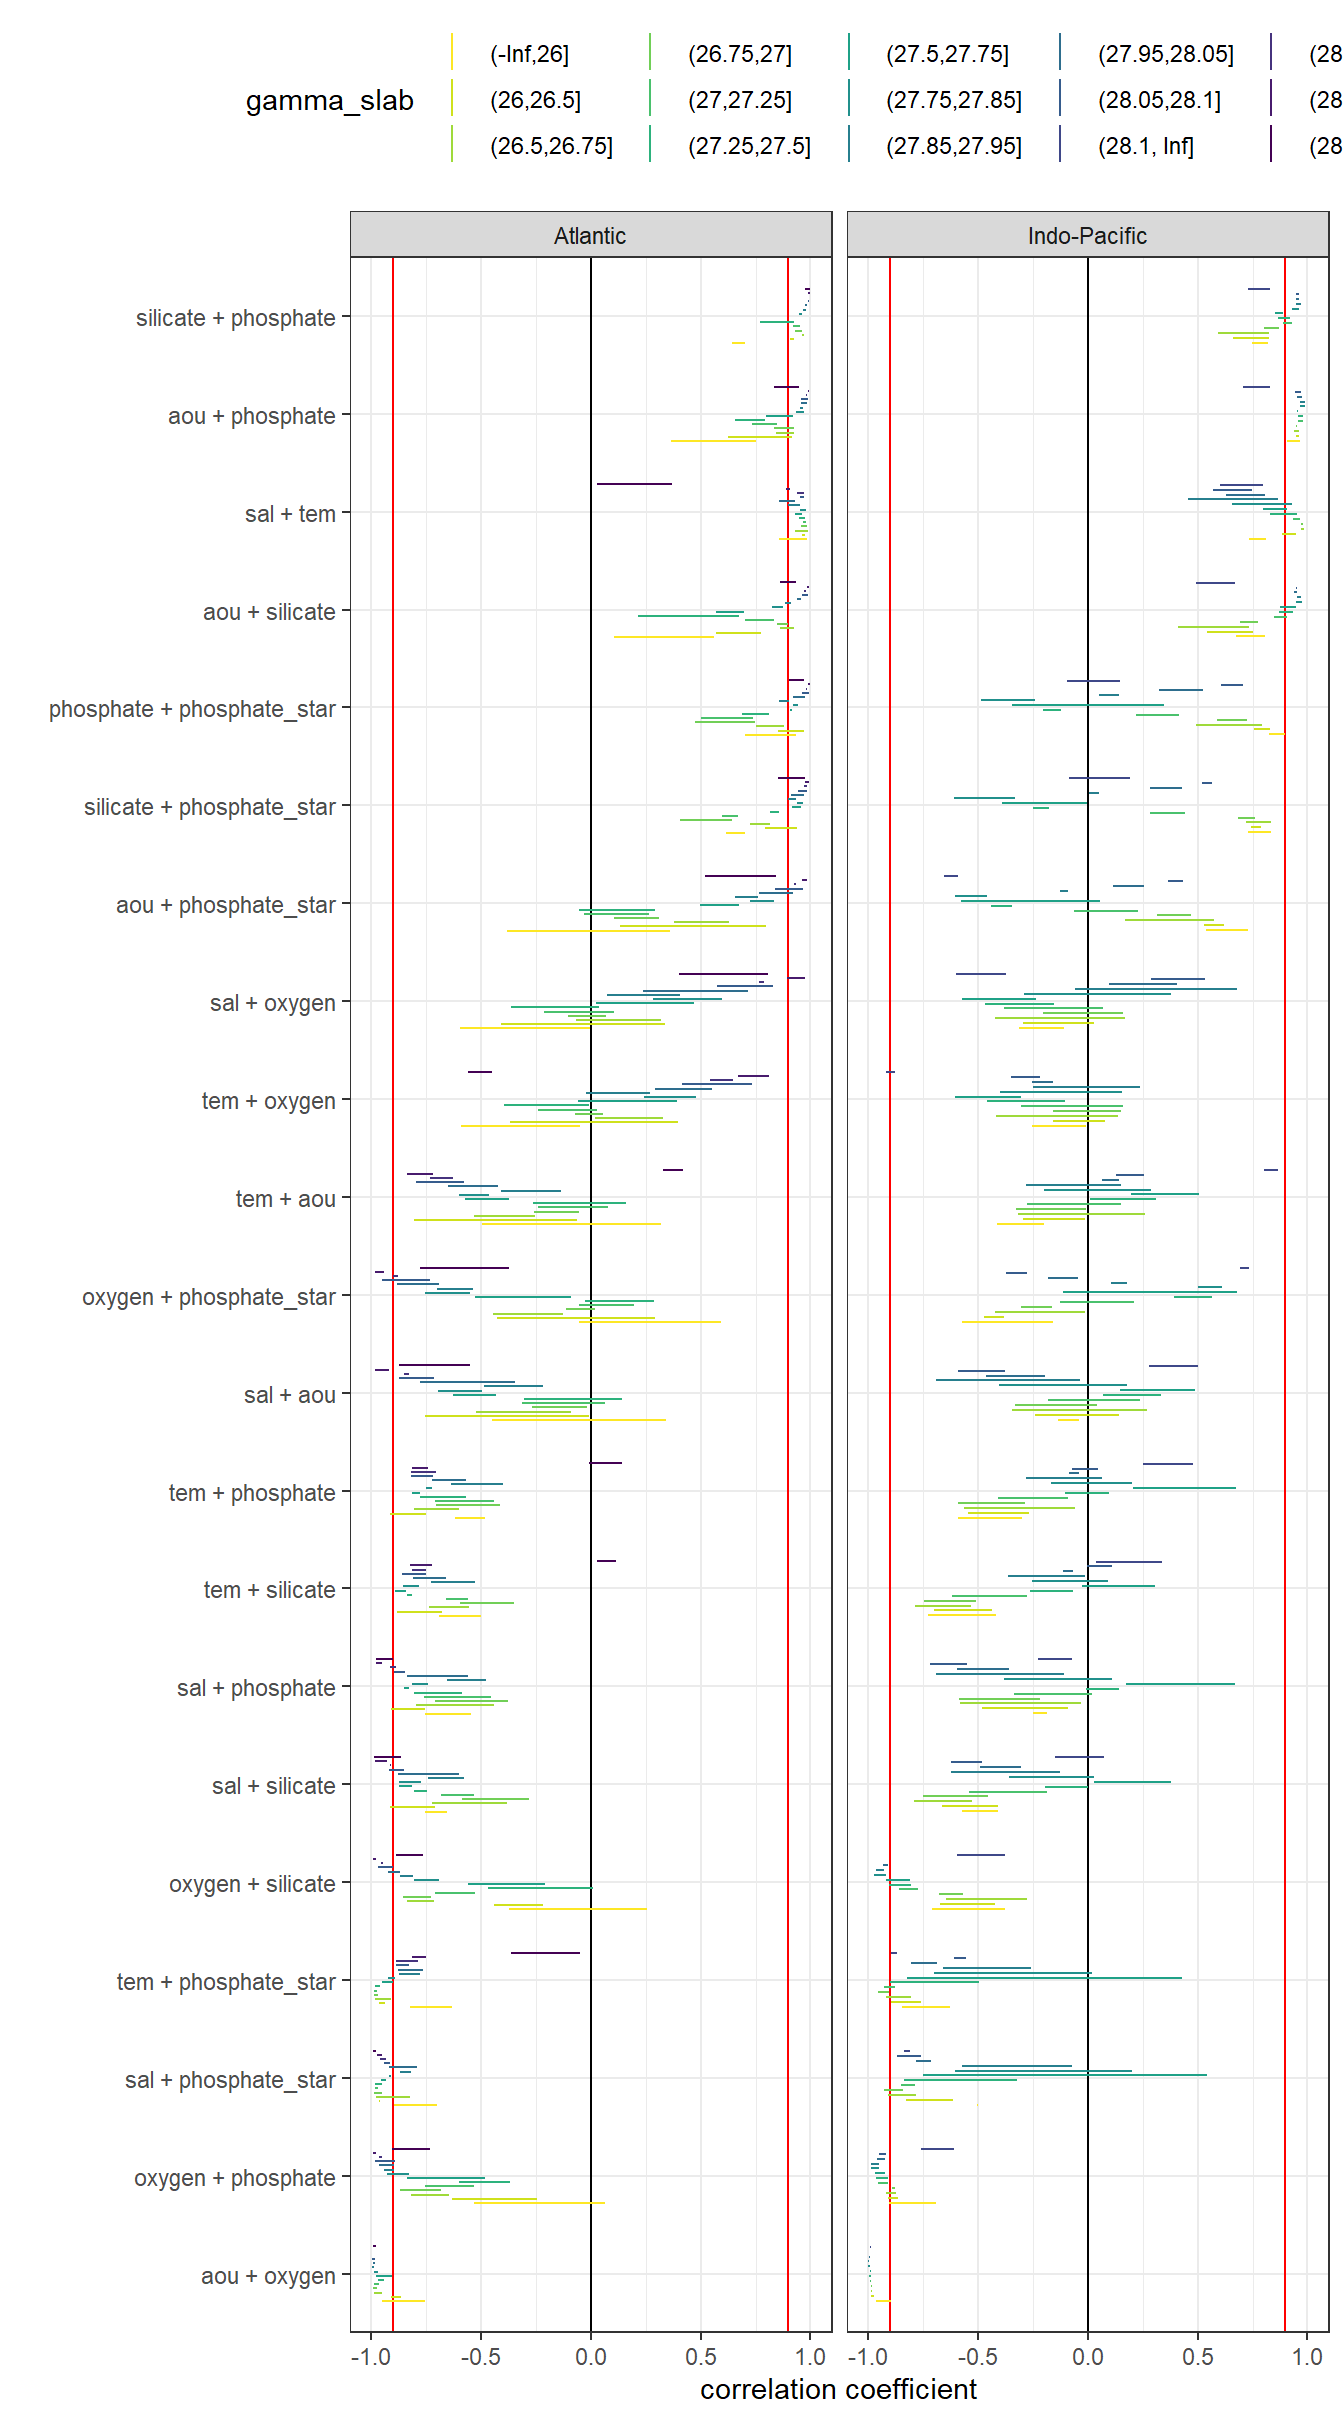 (-Inf,26] (26.75,27] (27.5,27.75] (27.95,28.05] (28
gamma_slab (26,26.5] (27,27.25] (27.75,27.85] (28.05,28.1] (28
(26.5,26.75] (27.25,27.5] (27.85,27.95] (28.1, Inf] (28
Atlantic Indo-Pacific
silicate + phosphate
aou + phosphate
sal + tem
aou + silicate
phosphate + phosphate_star
silicate + phosphate_star
aou + phosphate_star
sal + oxygen
tem + oxygen
tem + aou
oxygen + phosphate_star
sal + aou
tem + phosphate
tem + silicate
sal + phosphate
sal + silicate
oxygen + silicate
tem + phosphate_star
sal + phosphate_star
oxygen + phosphate
aou + oxygen
-1.0 -0.5 0.0 0.5 1.0 -1.0 -0.5 0.0 0.5 1.0
correlation coefficient